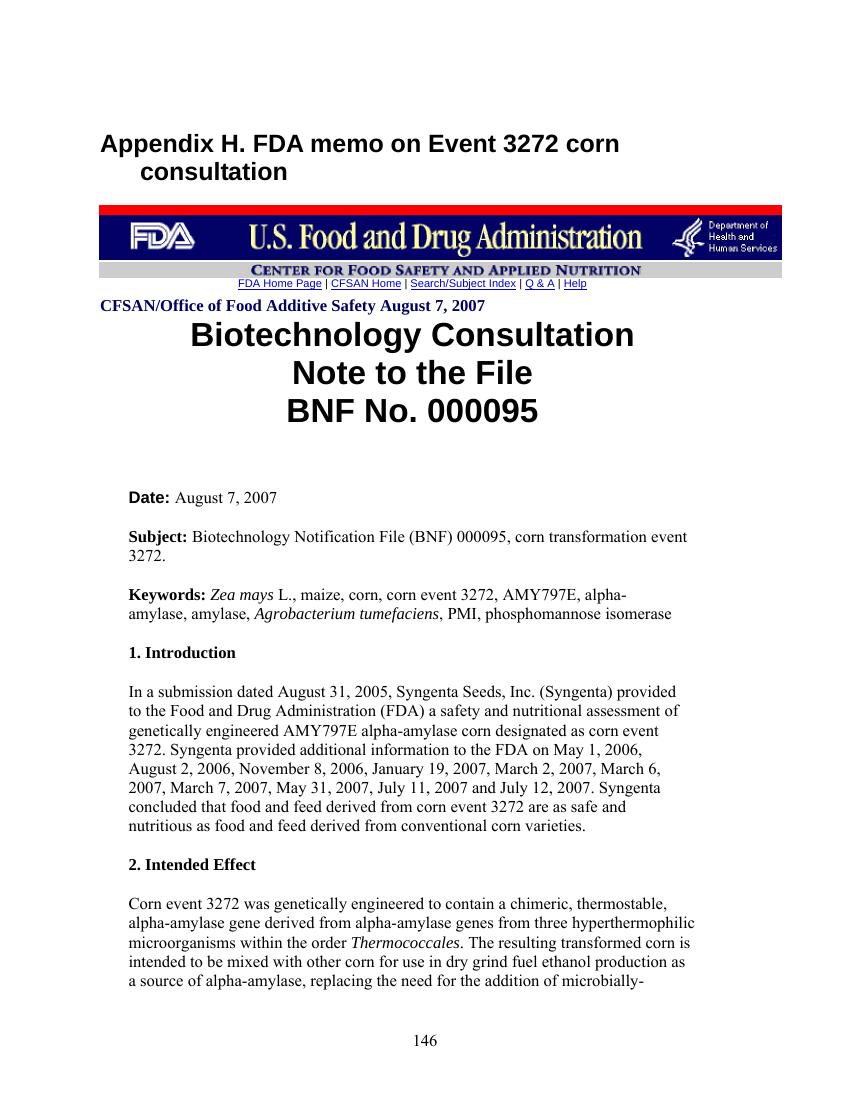 Appendix H. FDA memo on Event 3272 corn
consultation
FDA
U.S. Food and Drug Administration
Department of
Health and
Human Services
CENTER FOR FOOD SAFETY AND APPLIED NUTRITION
FDA Home Page | CFSAN Home | Search/Subject Index | Q & A | Help
CFSAN/Office of Food Additive Safety August 7, 2007
Biotechnology Consultation
Note to the File
BNF No. 000095
Date: August 7, 2007
Subject: Biotechnology Notification File (BNF) 000095, corn transformation event
3272.
Keywords: Zea mays L., maize, corn, corn event 3272, AMY797E, alpha-
amylase, amylase, Agrobacterium tumefaciens, PMI, phosphomannose isomerase
1. Introduction
In a submission dated August 31, 2005, Syngenta Seeds, Inc. (Syngenta) provided
to the Food and Drug Administration (FDA) a safety and nutritional assessment of
genetically engineered AMY797E alpha-amylase corn designated as corn event
3272. Syngenta provided additional information to the FDA on May 1, 2006,
August 2, 2006, November 8, 2006, January 19, 2007, March 2, 2007, March 6,
2007, March 7, 2007, May 31, 2007, July 11, 2007 and July 12, 2007. Syngenta
concluded that food and feed derived from corn event 3272 are as safe and
nutritious as food and feed derived from conventional corn varieties.
2. Intended Effect
Corn event 3272 was genetically engineered to contain a chimeric, thermostable,
alpha-amylase gene derived from alpha-amylase genes from three hyperthermophilic
microorganisms within the order Thermococcales. The resulting transformed corn is
intended to be mixed with other corn for use in dry grind fuel ethanol production as
a source of alpha-amylase, replacing the need for the addition of microbially-
146